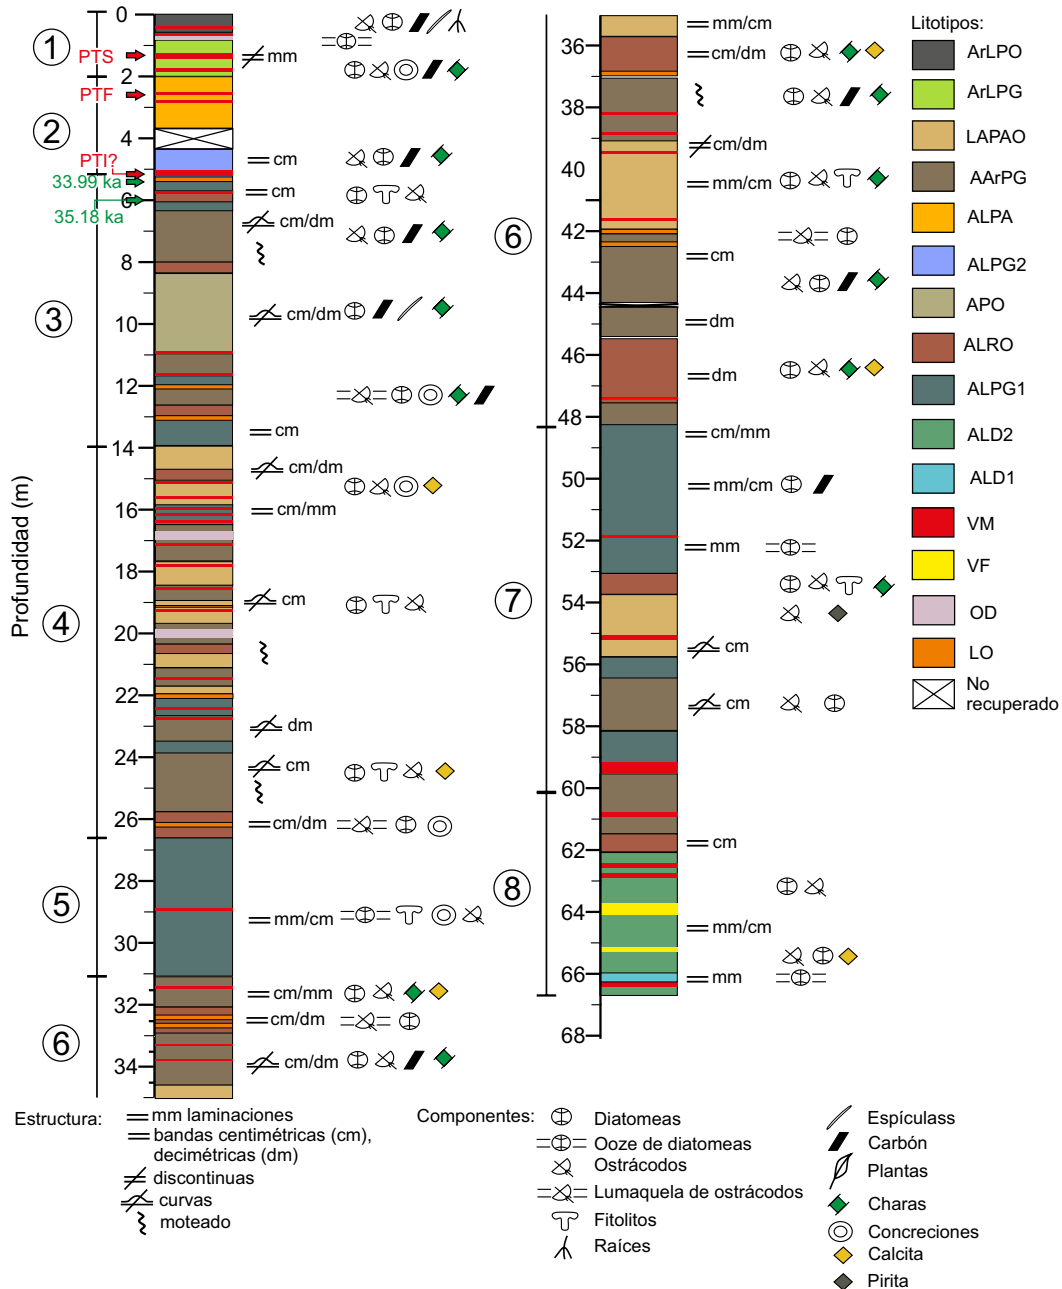 Profundidad (m)
0
2
4
6
8
10
12
14
16
18
20
22
24
26
28
30
32
34
1
2
3
4
5
6
PTS
PTF
PTI?
33.99 ka
35.18 ka
mm
cm
cm
cm/dm
cm/dm
cm
cm/dm
cm/mm
cm
dm
cm
cm/dm
mm/cm
cm/mm
cm/dm
cm/dm
36
38
40
42
44
46
48
50
52
54
56
58
60
62
64
66
68
6
7
8
mm/cm
cm/dm
cm/dm
mm/cm
cm
dm
dm
cm/mm
mm/cm
mm
cm
cm
cm
mm/cm
mm
Litotipos:
ArLPO
ArLPG
LAPAO
AArPG
ALPA
ALPG2
APO
ALRO
ALPG1
ALD2
ALD1
VM
VF
OD
LO
No
recuperado
Estructura:
mm laminaciones
bandas centimétricas (cm),
decimétricas (dm)
discontinuas
curvas
moteado
Componentes:
Diatomeas
Ooze de diatomeas
Ostrácodos
Lumaquela de ostrácodos
Fitolitos
Raíces
Espículass
Carbón
Plantas
Charas
Concreciones
Calcita
Pirita